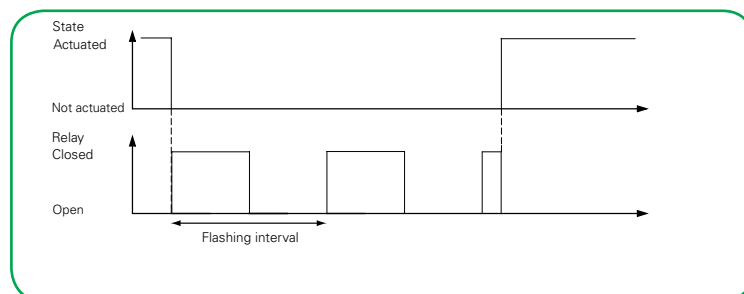 State
Actuated
Not actuated
Relay
Closed
Open
Flashing interval